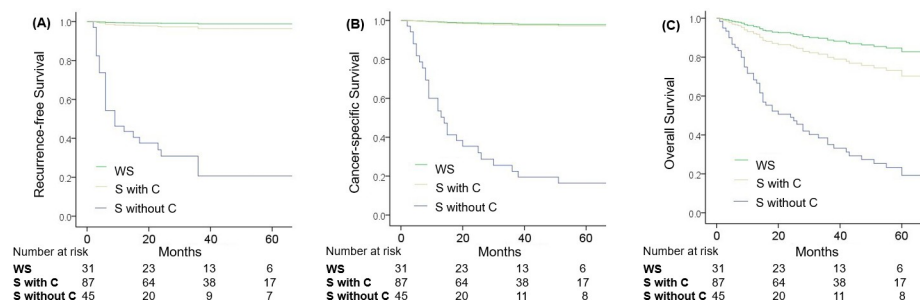 (A)
Recurrence-free Survival
1.0
0.8
0.6
0.4
0.2
0.0
WS
S with C
S without C
0 20 40 60
Months
Number at risk
WS 31 23 13 6
S with C 87 64 38 17
S without C 45 20 9 7
(B)
Cancer-specific Survival
1.0
0.8
0.6
0.4
0.2
0.0
WS
S with C
S without C
0 20 40 60
Months
Number at risk
WS 31 23 13 6
S with C 87 64 38 17
S without C 45 20 11 8
(C)
Overall Survival
1.0
0.8
0.6
0.4
0.2
0.0
WS
S with C
S without C
0 20 40 60
Months
Number at risk
WS 31 23 13 6
S with C 87 64 38 17
S without C 45 20 11 8